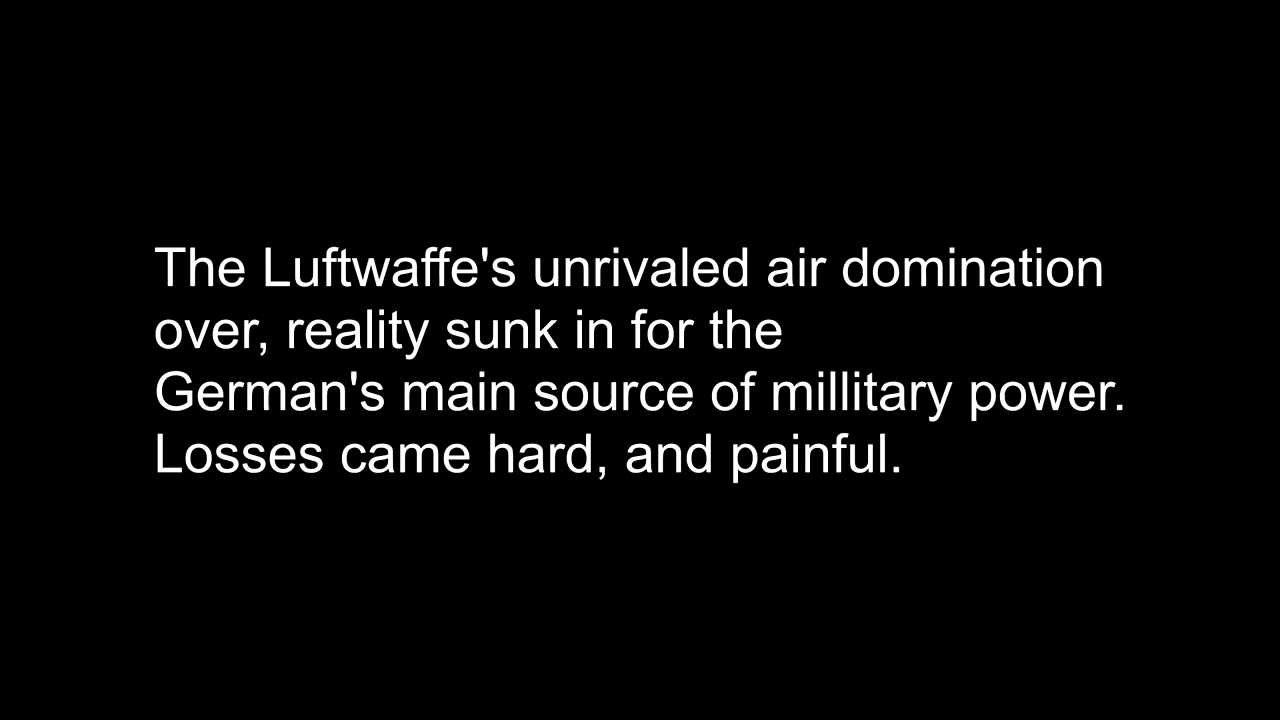 The Luftwaffe's unrivaled air domination
over, reality sunk in for the
German's main source of millitary power.
Losses came hard, and painful.